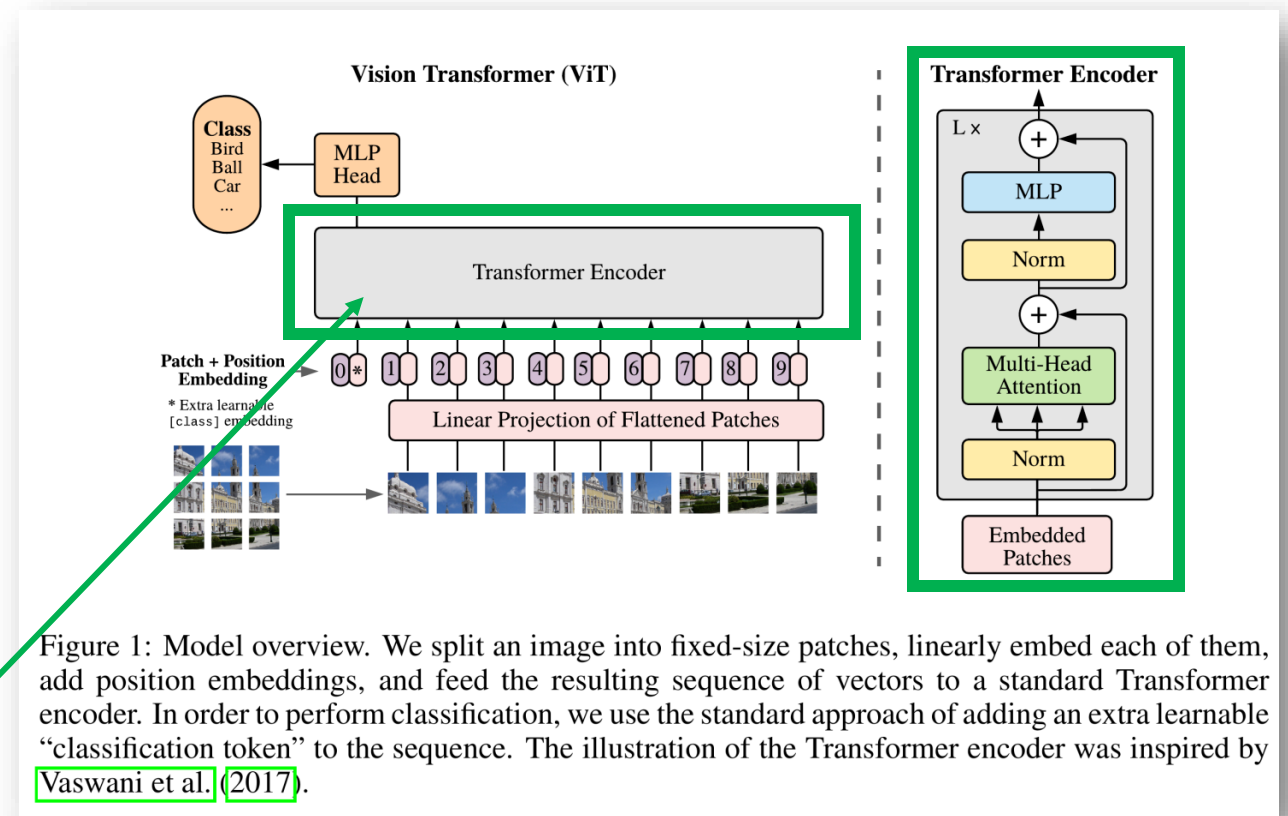 Vision Transformer (ViT)
Class
Bird
Ball
Car
...
MLP
Head
Transformer Encoder
Patch + Position
Embedding
0 * 1 2 3 4 5 6 7 8 9
* Extra learnable
[class] embedding
Linear Projection of Flattened Patches
Transformer Encoder
L ×
+
MLP
Norm
+
Multi-Head
Attention
Norm
Embedded
Patches
Figure 1: Model overview. We split an image into fixed-size patches, linearly embed each of them,
add position embeddings, and feed the resulting sequence of vectors to a standard Transformer
encoder. In order to perform classification, we use the standard approach of adding an extra learnable
“classification token” to the sequence. The illustration of the Transformer encoder was inspired by
Vaswani et al. (2017).